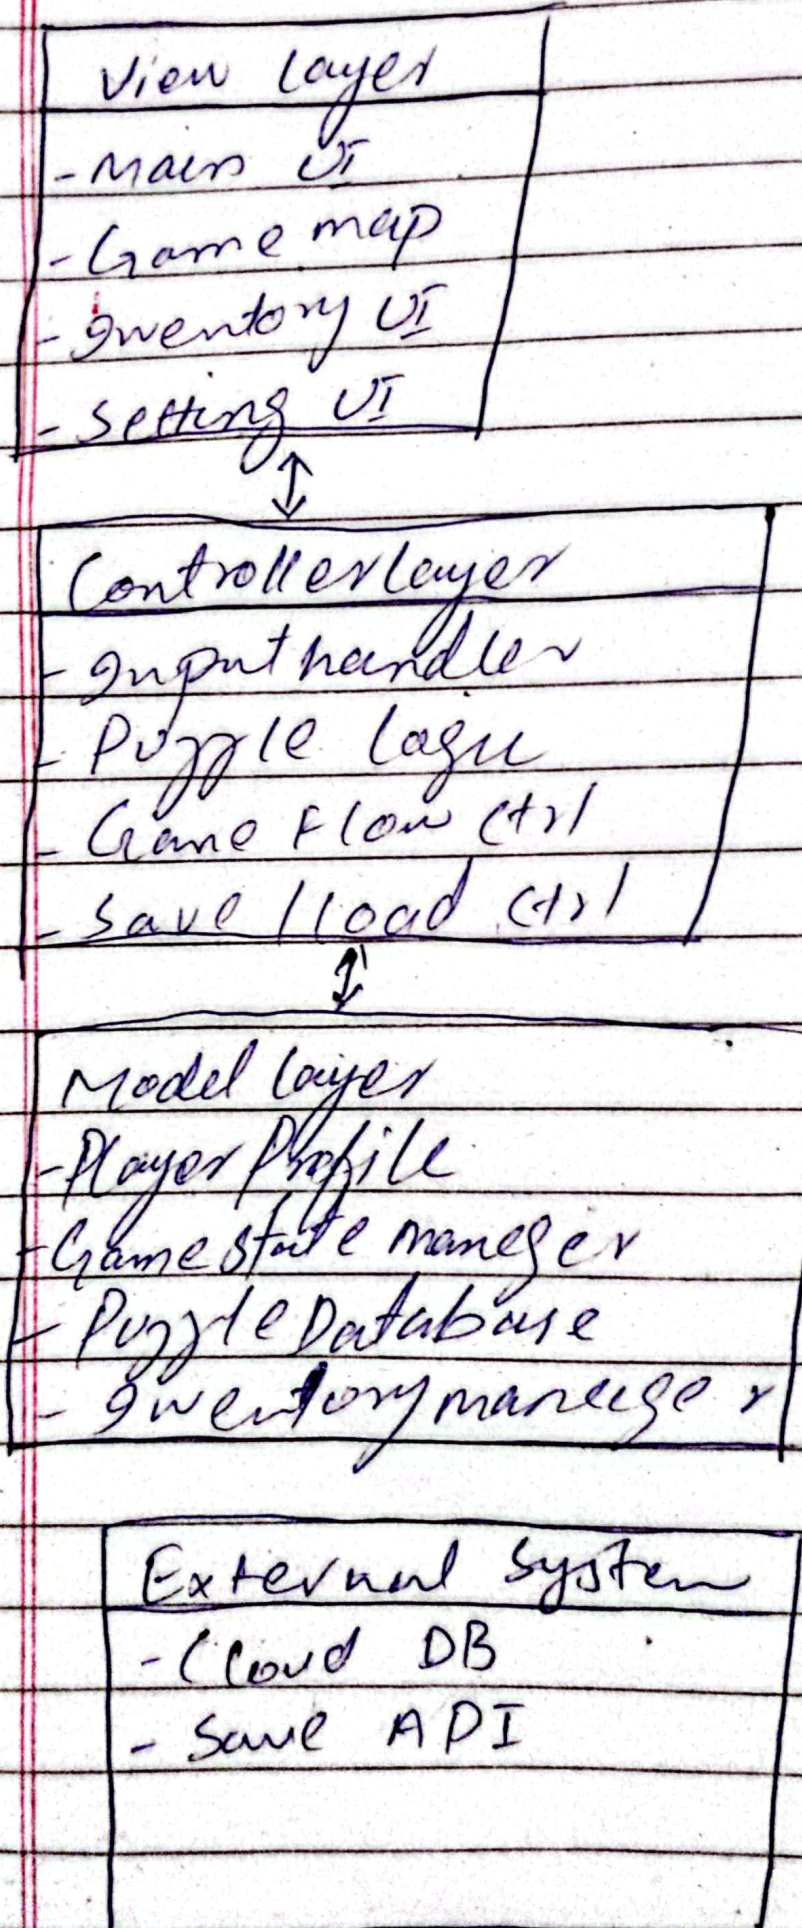 View Layer
- Main UI
- Game map
- Inventory UI
- Setting UI
Controller Layer
- Input handler
- Puzzle Logic
- Game Flow Ctrl
- Save / Load Ctrl
Model Layer
- Player Profile
- Game State Maneger
- Puzzle Database
- Inventory manager
External System
- Cloud DB
- Save API